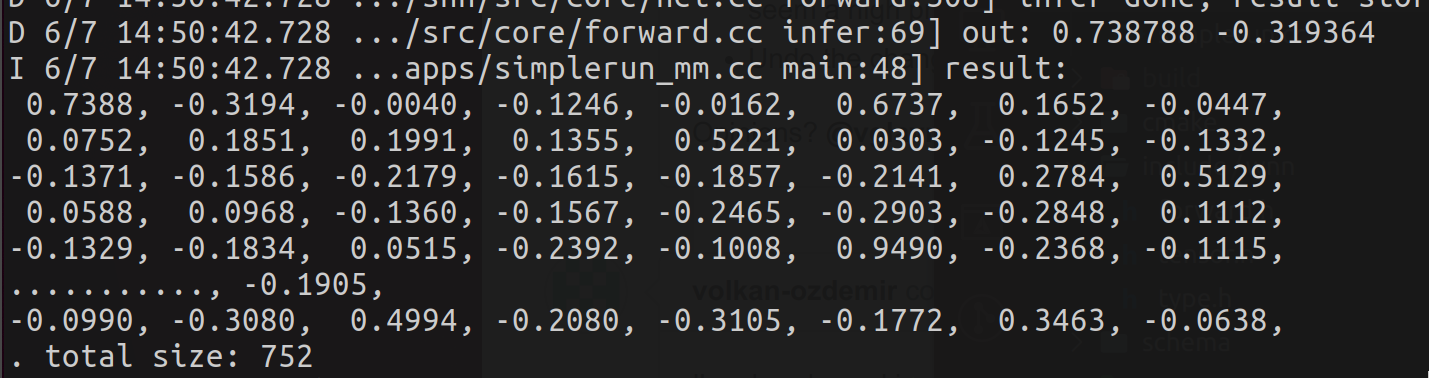 D 6/7 14:50:42.728 .../snn/src/core/net.cc forward:308] infer done, result stor
D 6/7 14:50:42.728 .../src/core/forward.cc infer:69] out: 0.738788 -0.319364
I 6/7 14:50:42.728 ...apps/simplerun_mm.cc main:48] result:
0.7388, -0.3194, -0.0040, -0.1246, -0.0162, 0.6737, 0.1652, -0.0447,
0.0752, 0.1851, 0.1991, 0.1355, 0.5221, 0.0303, -0.1245, -0.1332,
-0.1371, -0.1586, -0.2179, -0.1615, -0.1857, -0.2141, 0.2784, 0.5129,
0.0588, 0.0968, -0.1360, -0.1567, -0.2465, -0.2903, -0.2848, 0.1112,
-0.1329, -0.1834, 0.0515, -0.2392, -0.1008, 0.9490, -0.2368, -0.1115,
..........., -0.1905,
-0.0990, -0.3080, 0.4994, -0.2080, -0.3105, -0.1772, 0.3463, -0.0638,
. total size: 752
volkan-ozdemir co
build
cmake
type.h
schema